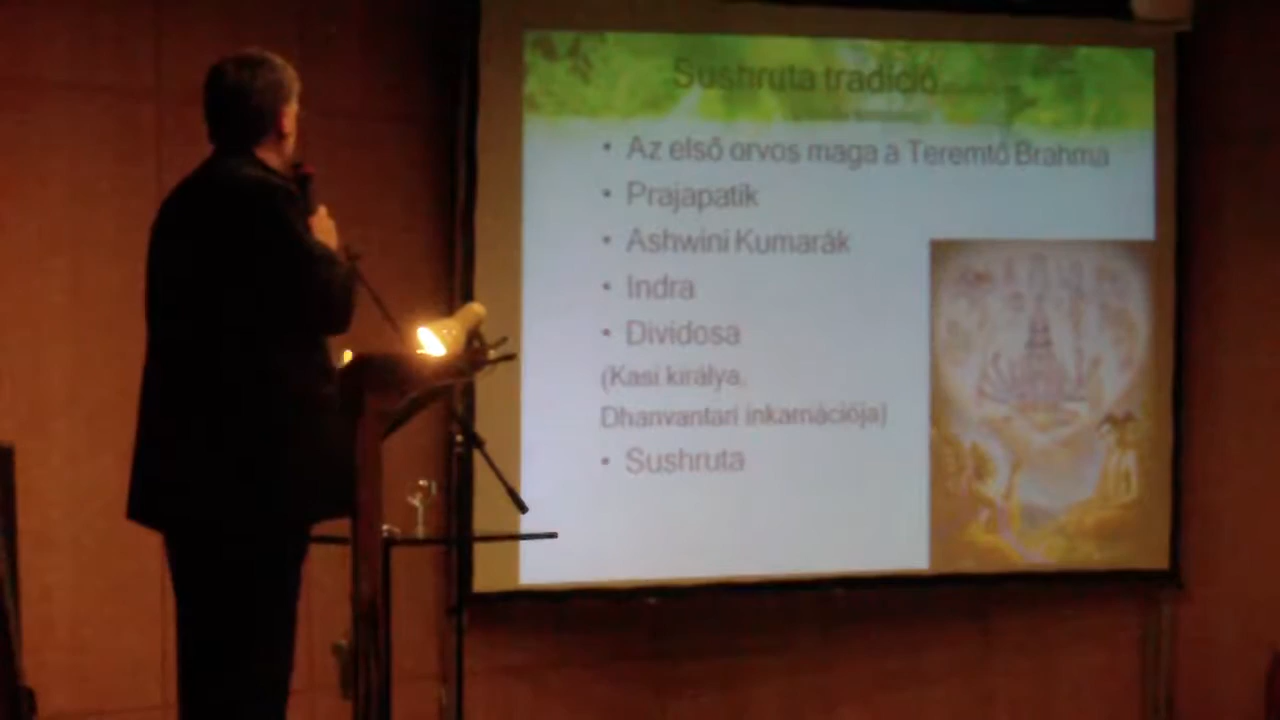 Sushruta tradíció
• Az első orvos maga a Teremtő Brahma
• Prajapatik
• Ashwini Kumarák
• Indra
• Dividosa
(Kasi királya,
Dhanvantari inkarnációja)
• Sushruta